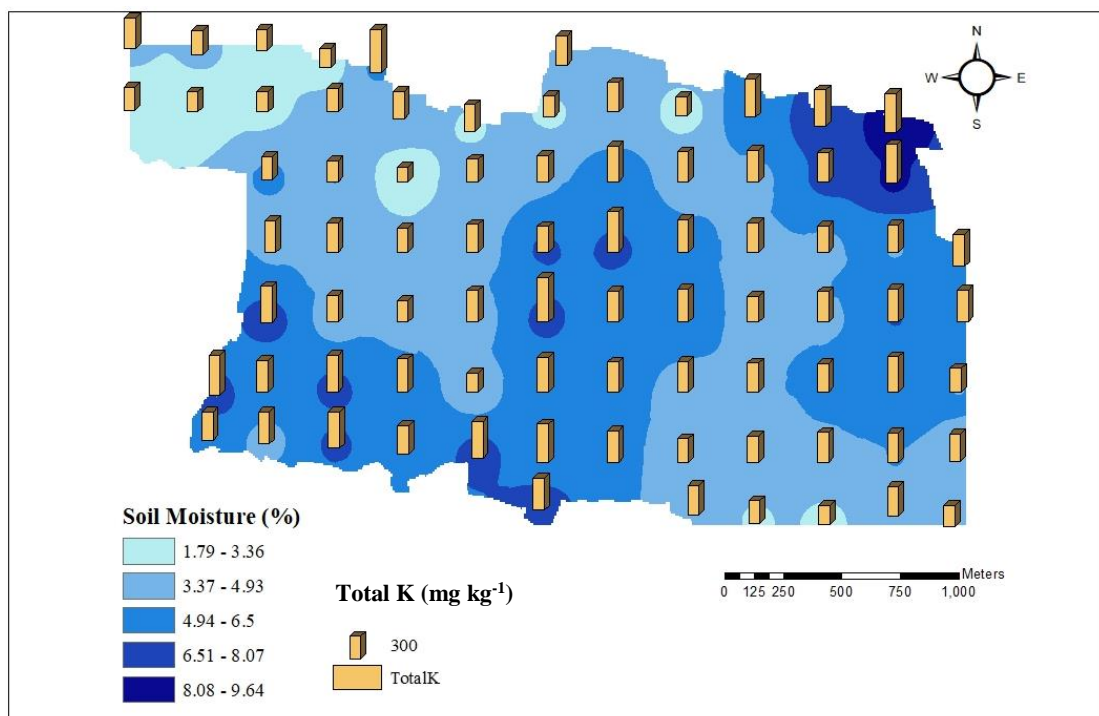 N
W E
S
Soil Moisture (%)
1.79 - 3.36
3.37 - 4.93
4.94 - 6.5
6.51 - 8.07
8.08 - 9.64
Total K (mg kg⁻¹)
300
TotalK
Meters
0 125 250 500 750 1,000